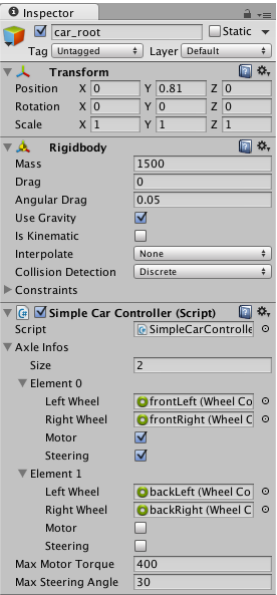 Inspector
car_root Static
Tag Untagged Layer Default
Transform
Position X 0 Y 0.81 Z 0
Rotation X 0 Y 0 Z 0
Scale X 1 Y 1 Z 1
Rigidbody
Mass 1500
Drag 0
Angular Drag 0.05
Use Gravity
Is Kinematic
Interpolate None
Collision Detection Discrete
Constraints
Simple Car Controller (Script)
Script SimpleCarControlle
Axle Infos
Size 2
Element 0
Left Wheel frontLeft (Wheel Co
Right Wheel frontRight (Wheel C
Motor
Steering
Element 1
Left Wheel backLeft (Wheel Co
Right Wheel backRight (Wheel C
Motor
Steering
Max Motor Torque 400
Max Steering Angle 30